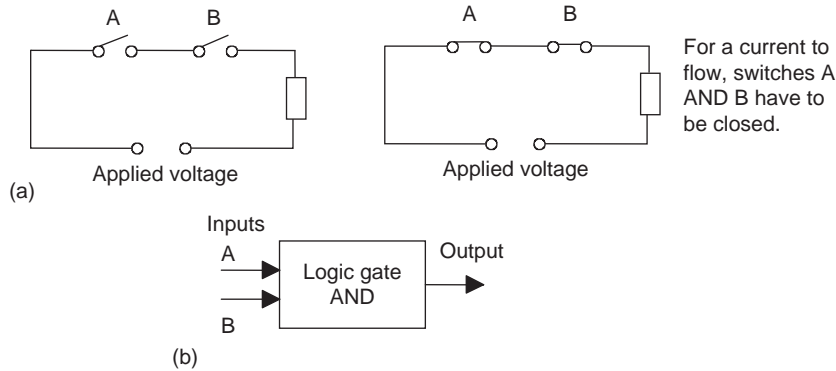 A B
A B
For a current to
flow, switches A
AND B have to
be closed.
Applied voltage
Applied voltage
(a)
Inputs
A
Output
Logic gate
AND
B
(b)